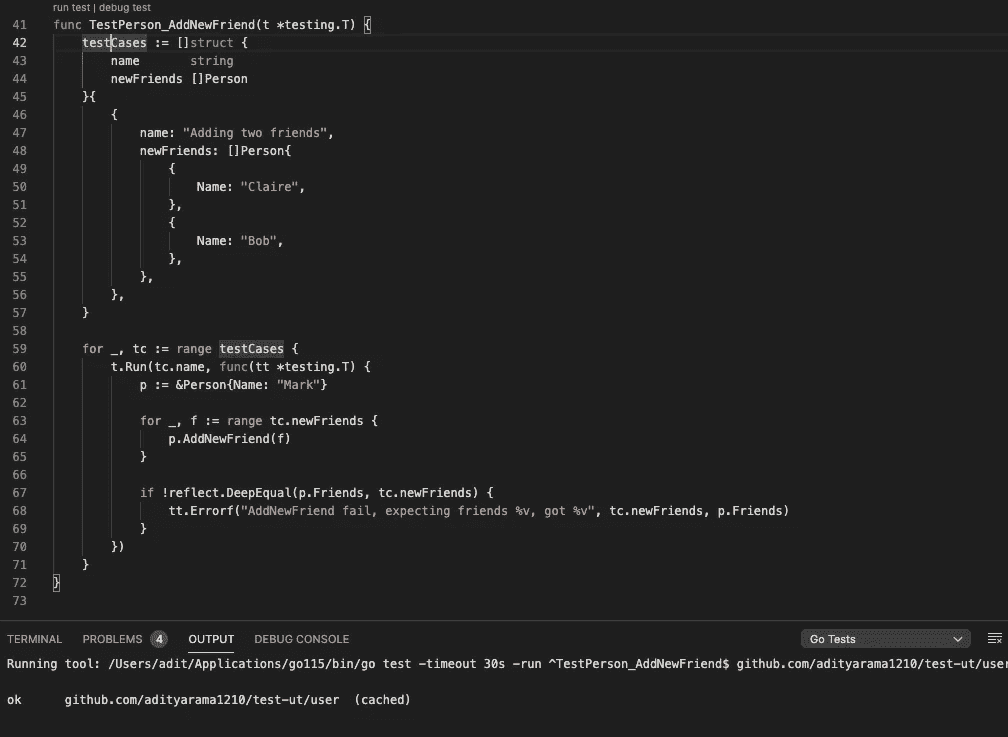 run test | debug test
41 func TestPerson_AddNewFriend(t *testing.T) {
42 testCases := []struct {
43 name string
44 newFriends []Person
45 }{
46 {
47 name: "Adding two friends",
48 newFriends: []Person{
49 {
50 Name: "Claire",
51 },
52 {
53 Name: "Bob",
54 },
55 },
56 },
57 }
58
59 for _, tc := range testCases {
60 t.Run(tc.name, func(tt *testing.T) {
61 p := &Person{Name: "Mark"}
62
63 for _, f := range tc.newFriends {
64 p.AddNewFriend(f)
65 }
66
67 if !reflect.DeepEqual(p.Friends, tc.newFriends) {
68 tt.Errorf("AddNewFriend fail, expecting friends %v, got %v", tc.newFriends, p.Friends)
69 }
70 })
71 }
72 }
73
TERMINAL PROBLEMS 4 OUTPUT DEBUG CONSOLE Go Tests
Running tool: /Users/adit/Applications/go115/bin/go test -timeout 30s -run ^TestPerson_AddNewFriend$ github.com/adityarama1210/test-ut/user
ok github.com/adityarama1210/test-ut/user (cached)